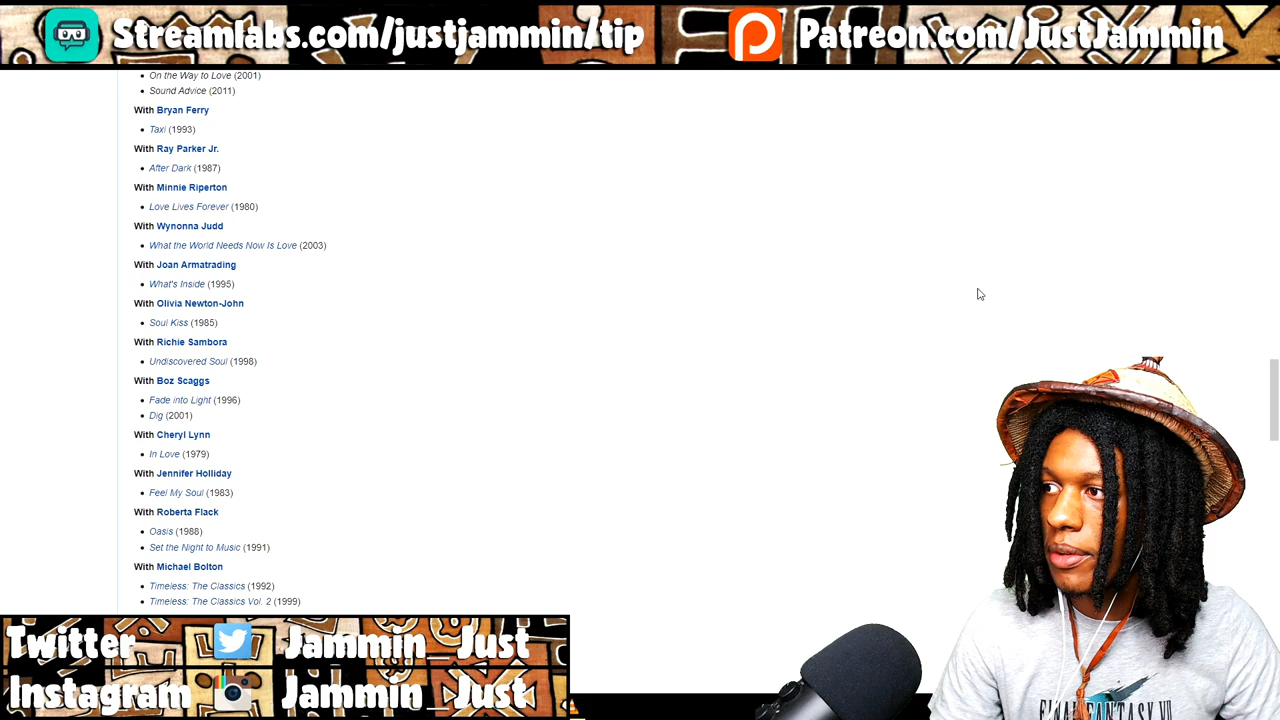 Streamlabs.com/justjammin/tip
Patreon.com/JustJammin
On the Way to Love (2001)
Sound Advice (2011)
With Bryan Ferry
Taxi (1993)
With Ray Parker Jr.
After Dark (1987)
With Minnie Riperton
Love Lives Forever (1980)
With Wynonna Judd
What the World Needs Now Is Love (2003)
With Joan Armatrading
What's Inside (1995)
With Olivia Newton-John
Soul Kiss (1985)
With Richie Sambora
Undiscovered Soul (1998)
With Boz Scaggs
Fade into Light (1996)
Dig (2001)
With Cheryl Lynn
In Love (1979)
With Jennifer Holliday
Feel My Soul (1983)
With Roberta Flack
Oasis (1988)
Set the Night to Music (1991)
With Michael Bolton
Timeless: The Classics (1992)
Timeless: The Classics Vol. 2 (1999)
Twitter Jammin_Just
Instagram Jammin_Just
FINAL FANTASY VII